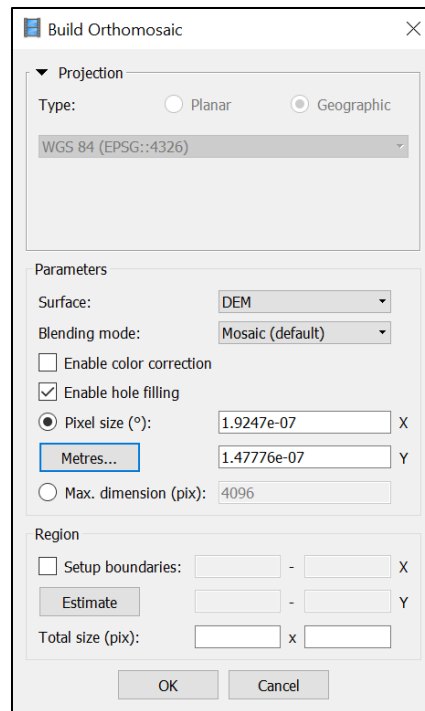 Build Orthomosaic
Projection
Type: Planar Geographic
WGS 84 (EPSG::4326)
Parameters
Surface: DEM
Blending mode: Mosaic (default)
Enable color correction
Enable hole filling
Pixel size (°): 1.9247e-07 X
Metres... 1.47776e-07 Y
Max. dimension (pix): 4096
Region
Setup boundaries: - X
Estimate - Y
Total size (pix): x
OK Cancel